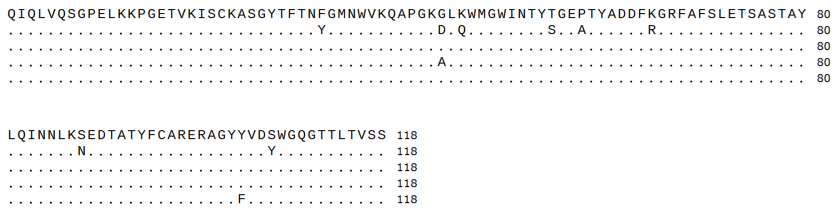 QIQLVQSGPELKKPGETVKISCKASGYTFTNFGMNWVKQAPGKGLKWMGWINTYTGEPTYADDFKGRFAFSLETSASTAY 80
...............................Y...........D.Q........S..A......R............... 80
................................................................................ 80
...........................................A.................................... 80
................................................................................ 80
LQINNLKSEDTATYFCARERAGYYVDSWGQGTTLTVSS 118
.......N..................Y........... 118
...................................... 118
...................................... 118
.......................F.............. 118